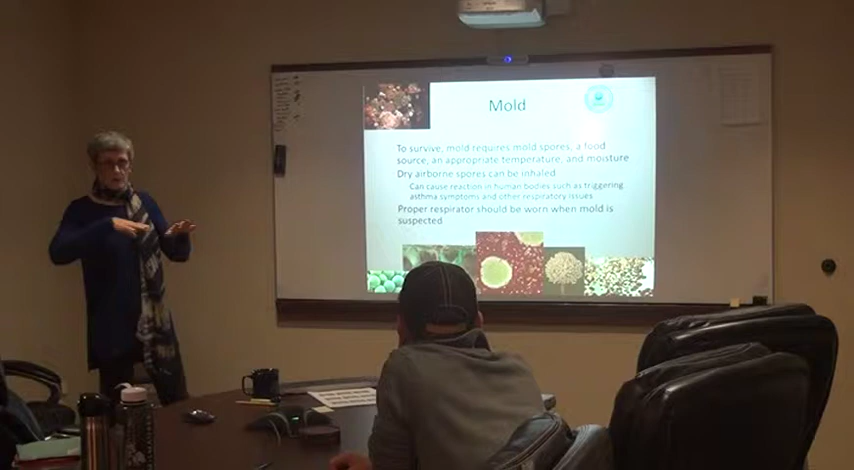 Mold
To survive, mold requires mold spores, a food
source, an appropriate temperature, and moisture
Dry airborne spores can be inhaled
Can cause reaction in human bodies such as triggering
asthma symptoms and other respiratory issues
Proper respirator should be worn when mold is
suspected